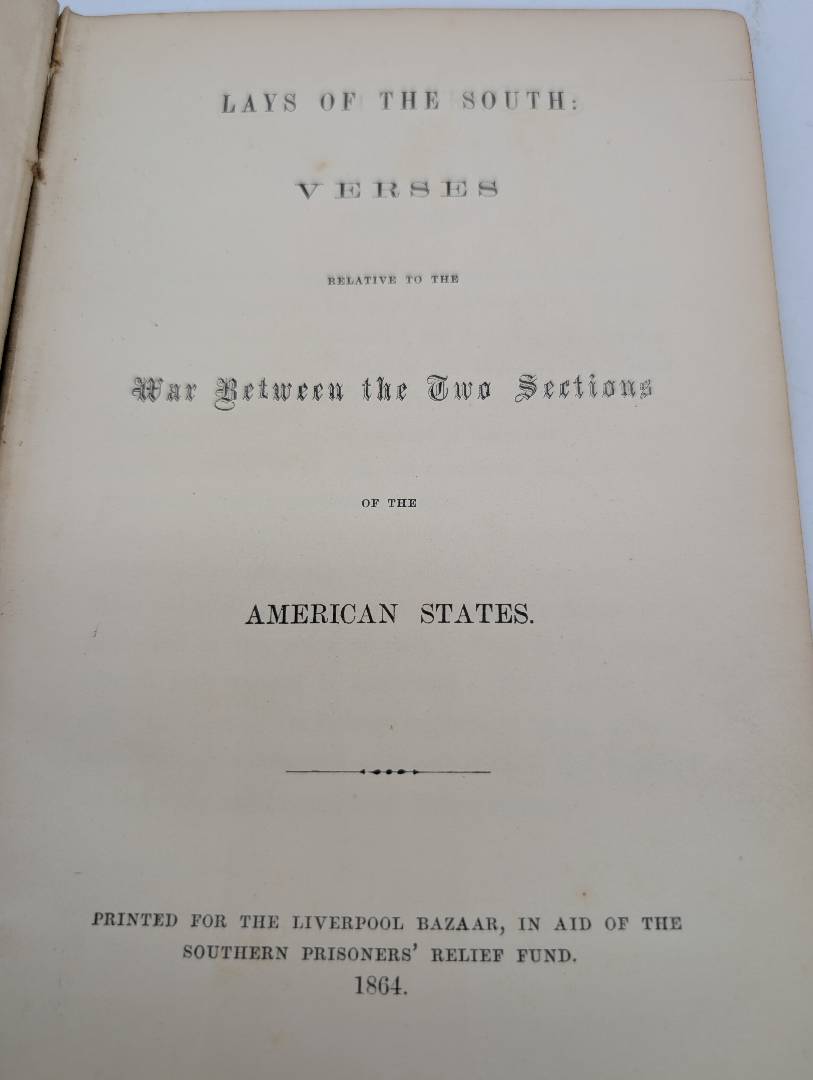 LAYS OF THE SOUTH:
VERSES
RELATIVE TO THE
War Between the Two Sections
OF THE
AMERICAN STATES.
PRINTED FOR THE LIVERPOOL BAZAAR, IN AID OF THE
SOUTHERN PRISONERS' RELIEF FUND.
1864.